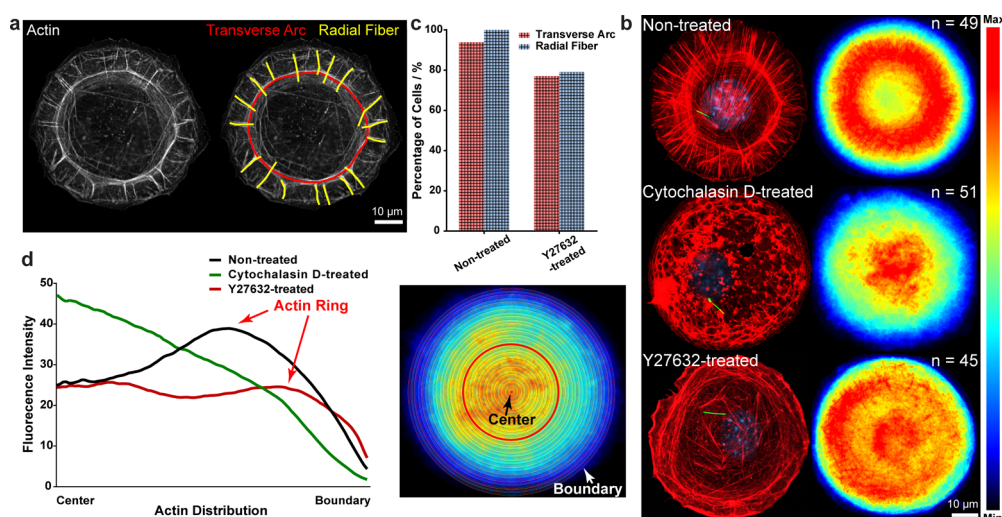 a
Actin
Transverse Arc
Radial Fiber
10 µm
c
Percentage of Cells / %
100
80
60
40
20
0
Transverse Arc
Radial Fiber
Non-treated
Y27632
-treated
b
Non-treated
n = 49
Cytochalasin D-treated
n = 51
Y27632-treated
n = 45
10 µm
Max
Min
d
Non-treated
Cytochalasin D-treated
Y27632-treated
Actin Ring
Fluorescence Intensity
50
40
30
20
10
0
Center
Boundary
Actin Distribution
Center
Boundary